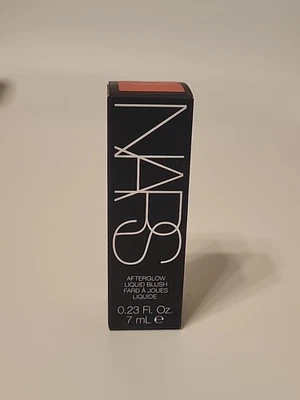 NARS
AFTERGLOW
LIQUID BLUSH
FARD À JOUES
LIQUIDE
0.23 Fl. Oz.
7 mL ℮